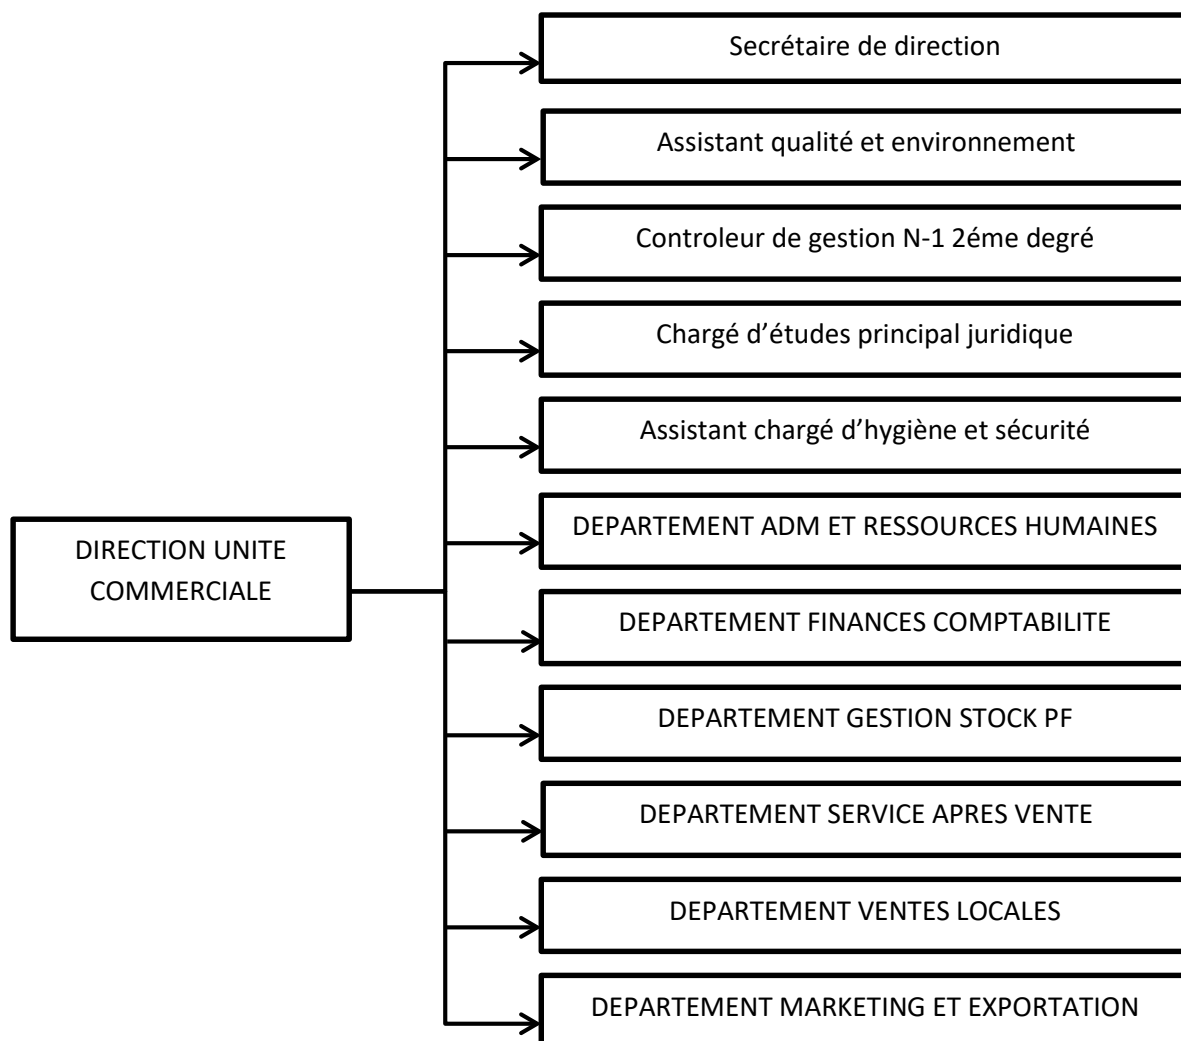 Secrétaire de direction
Assistant qualité et environnement
Controleur de gestion N-1 2éme degré
Chargé d’études principal juridique
Assistant chargé d’hygiène et sécurité
DEPARTEMENT ADM ET RESSOURCES HUMAINES
DIRECTION UNITE
COMMERCIALE
DEPARTEMENT FINANCES COMPTABILITE
DEPARTEMENT GESTION STOCK PF
DEPARTEMENT SERVICE APRES VENTE
DEPARTEMENT VENTES LOCALES
DEPARTEMENT MARKETING ET EXPORTATION